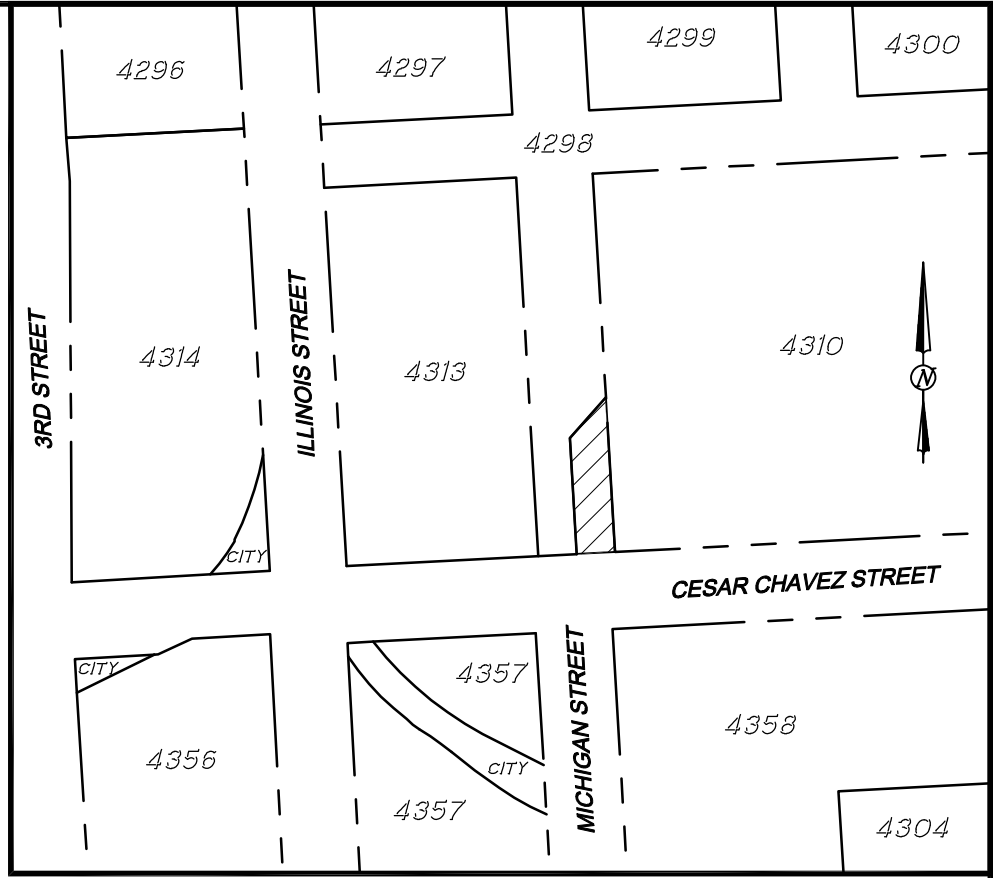 4296
4297
4299
4300
4298
3RD STREET
4314
ILLINOIS STREET
4313
4310
N
CITY
CESAR CHAVEZ STREET
CITY
4356
4357
CITY
4357
MICHIGAN STREET
4358
4304